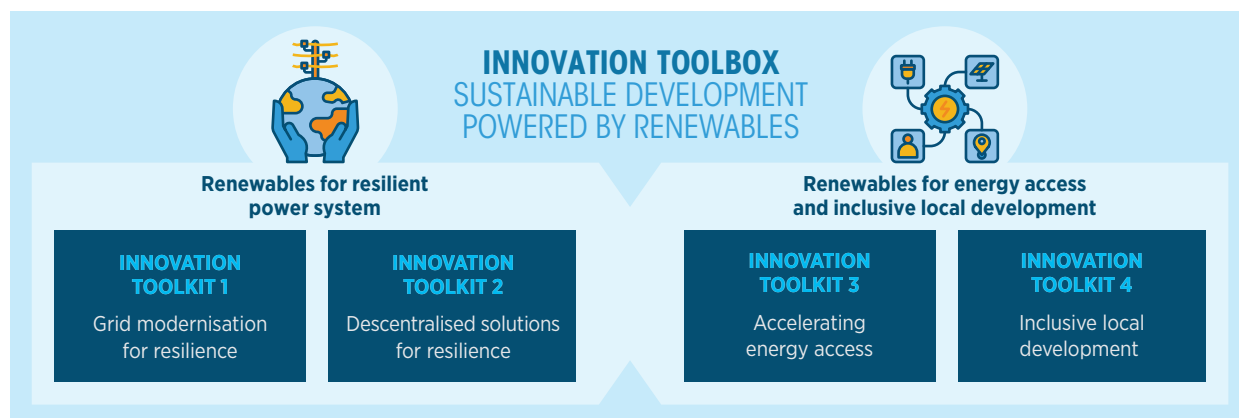 INNOVATION TOOLBOX
SUSTAINABLE DEVELOPMENT
POWERED BY RENEWABLES
Renewables for resilient
power system
INNOVATION
TOOLKIT 1
Grid modernisation
for resilience
INNOVATION
TOOLKIT 2
Descentralised solutions
for resilience
Renewables for energy access
and inclusive local development
INNOVATION
TOOLKIT 3
Accelerating
energy access
INNOVATION
TOOLKIT 4
Inclusive local
development